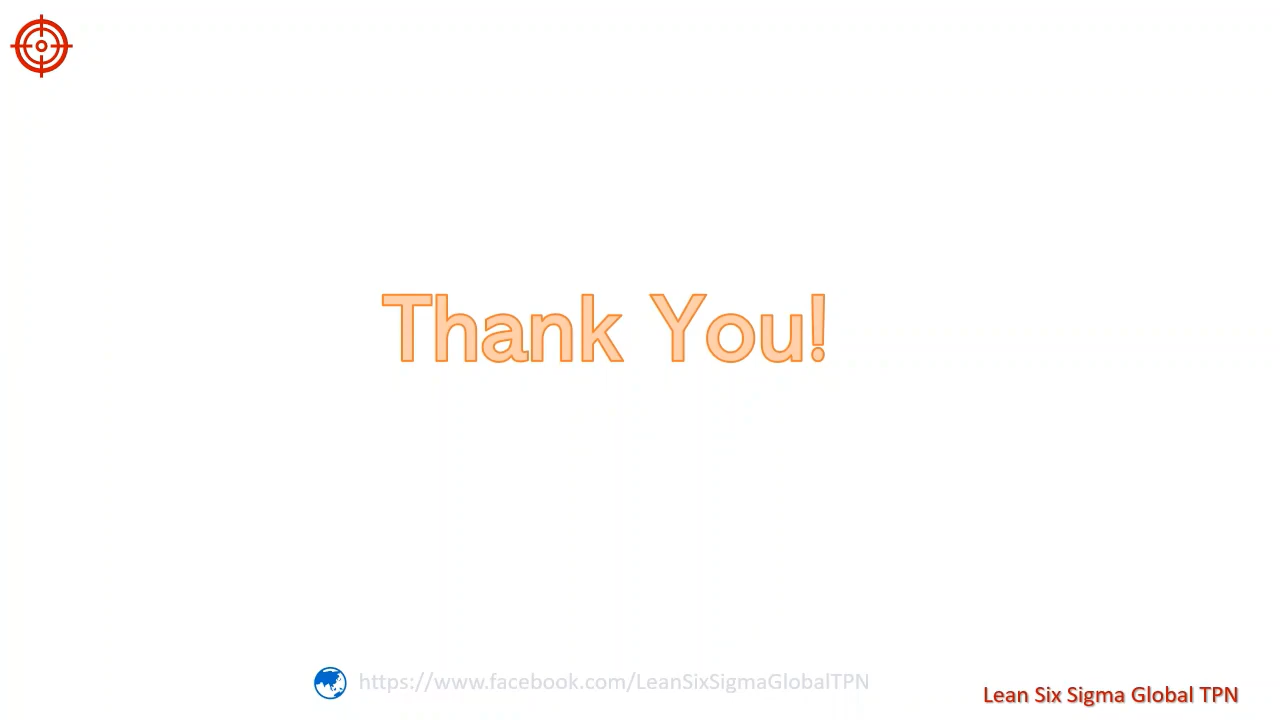 Thank You!
https://www.facebook.com/LeanSixSigmaGlobalTPN
Lean Six Sigma Global TPN